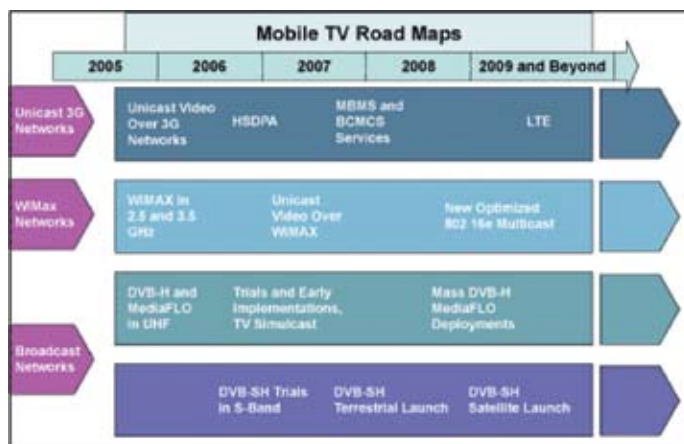 Mobile TV Road Maps
2005
2006
2007
2008
2009 and Beyond
Unicast 3G
Networks
Unicast Video
Over 3G
Networks
HSDPA
MBMS and
BCMCS
Services
LTE
WiMax
Networks
WiMAX in
2.5 and 3.5
GHz
Unicast
Video Over
WiMAX
New Optimized
802 16e Multicast
Broadcast
Networks
DVB-H and
MediaFLO
in UHF
Trials and Early
Implementations,
TV Simulcast
Mass DVB-H
MediaFLO
Deployments
DVB-SH Trials
in S-Band
DVB-SH
Terrestrial Launch
DVB-SH
Satellite Launch